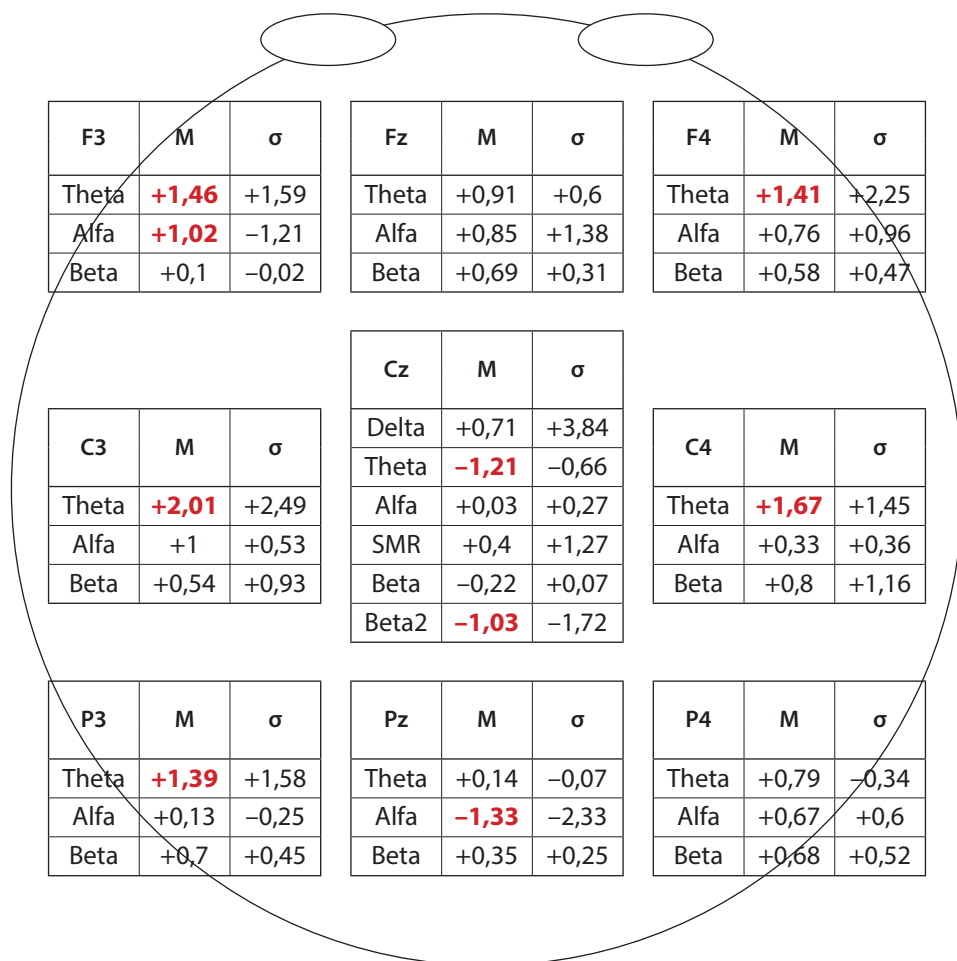 F3 M σ
Theta +1,46 +1,59
Alfa +1,02 –1,21
Beta +0,1 –0,02
Fz M σ
Theta +0,91 +0,6
Alfa +0,85 +1,38
Beta +0,69 +0,31
F4 M σ
Theta +1,41 +2,25
Alfa +0,76 +0,96
Beta +0,58 +0,47
C3 M σ
Theta +2,01 +2,49
Alfa +1 +0,53
Beta +0,54 +0,93
Cz M σ
Delta +0,71 +3,84
Theta –1,21 –0,66
Alfa +0,03 +0,27
SMR +0,4 +1,27
Beta –0,22 +0,07
Beta2 –1,03 –1,72
C4 M σ
Theta +1,67 +1,45
Alfa +0,33 +0,36
Beta +0,8 +1,16
P3 M σ
Theta +1,39 +1,58
Alfa +0,13 –0,25
Beta +0,7 +0,45
Pz M σ
Theta +0,14 –0,07
Alfa –1,33 –2,33
Beta +0,35 +0,25
P4 M σ
Theta +0,79 –0,34
Alfa +0,67 +0,6
Beta +0,68 +0,52